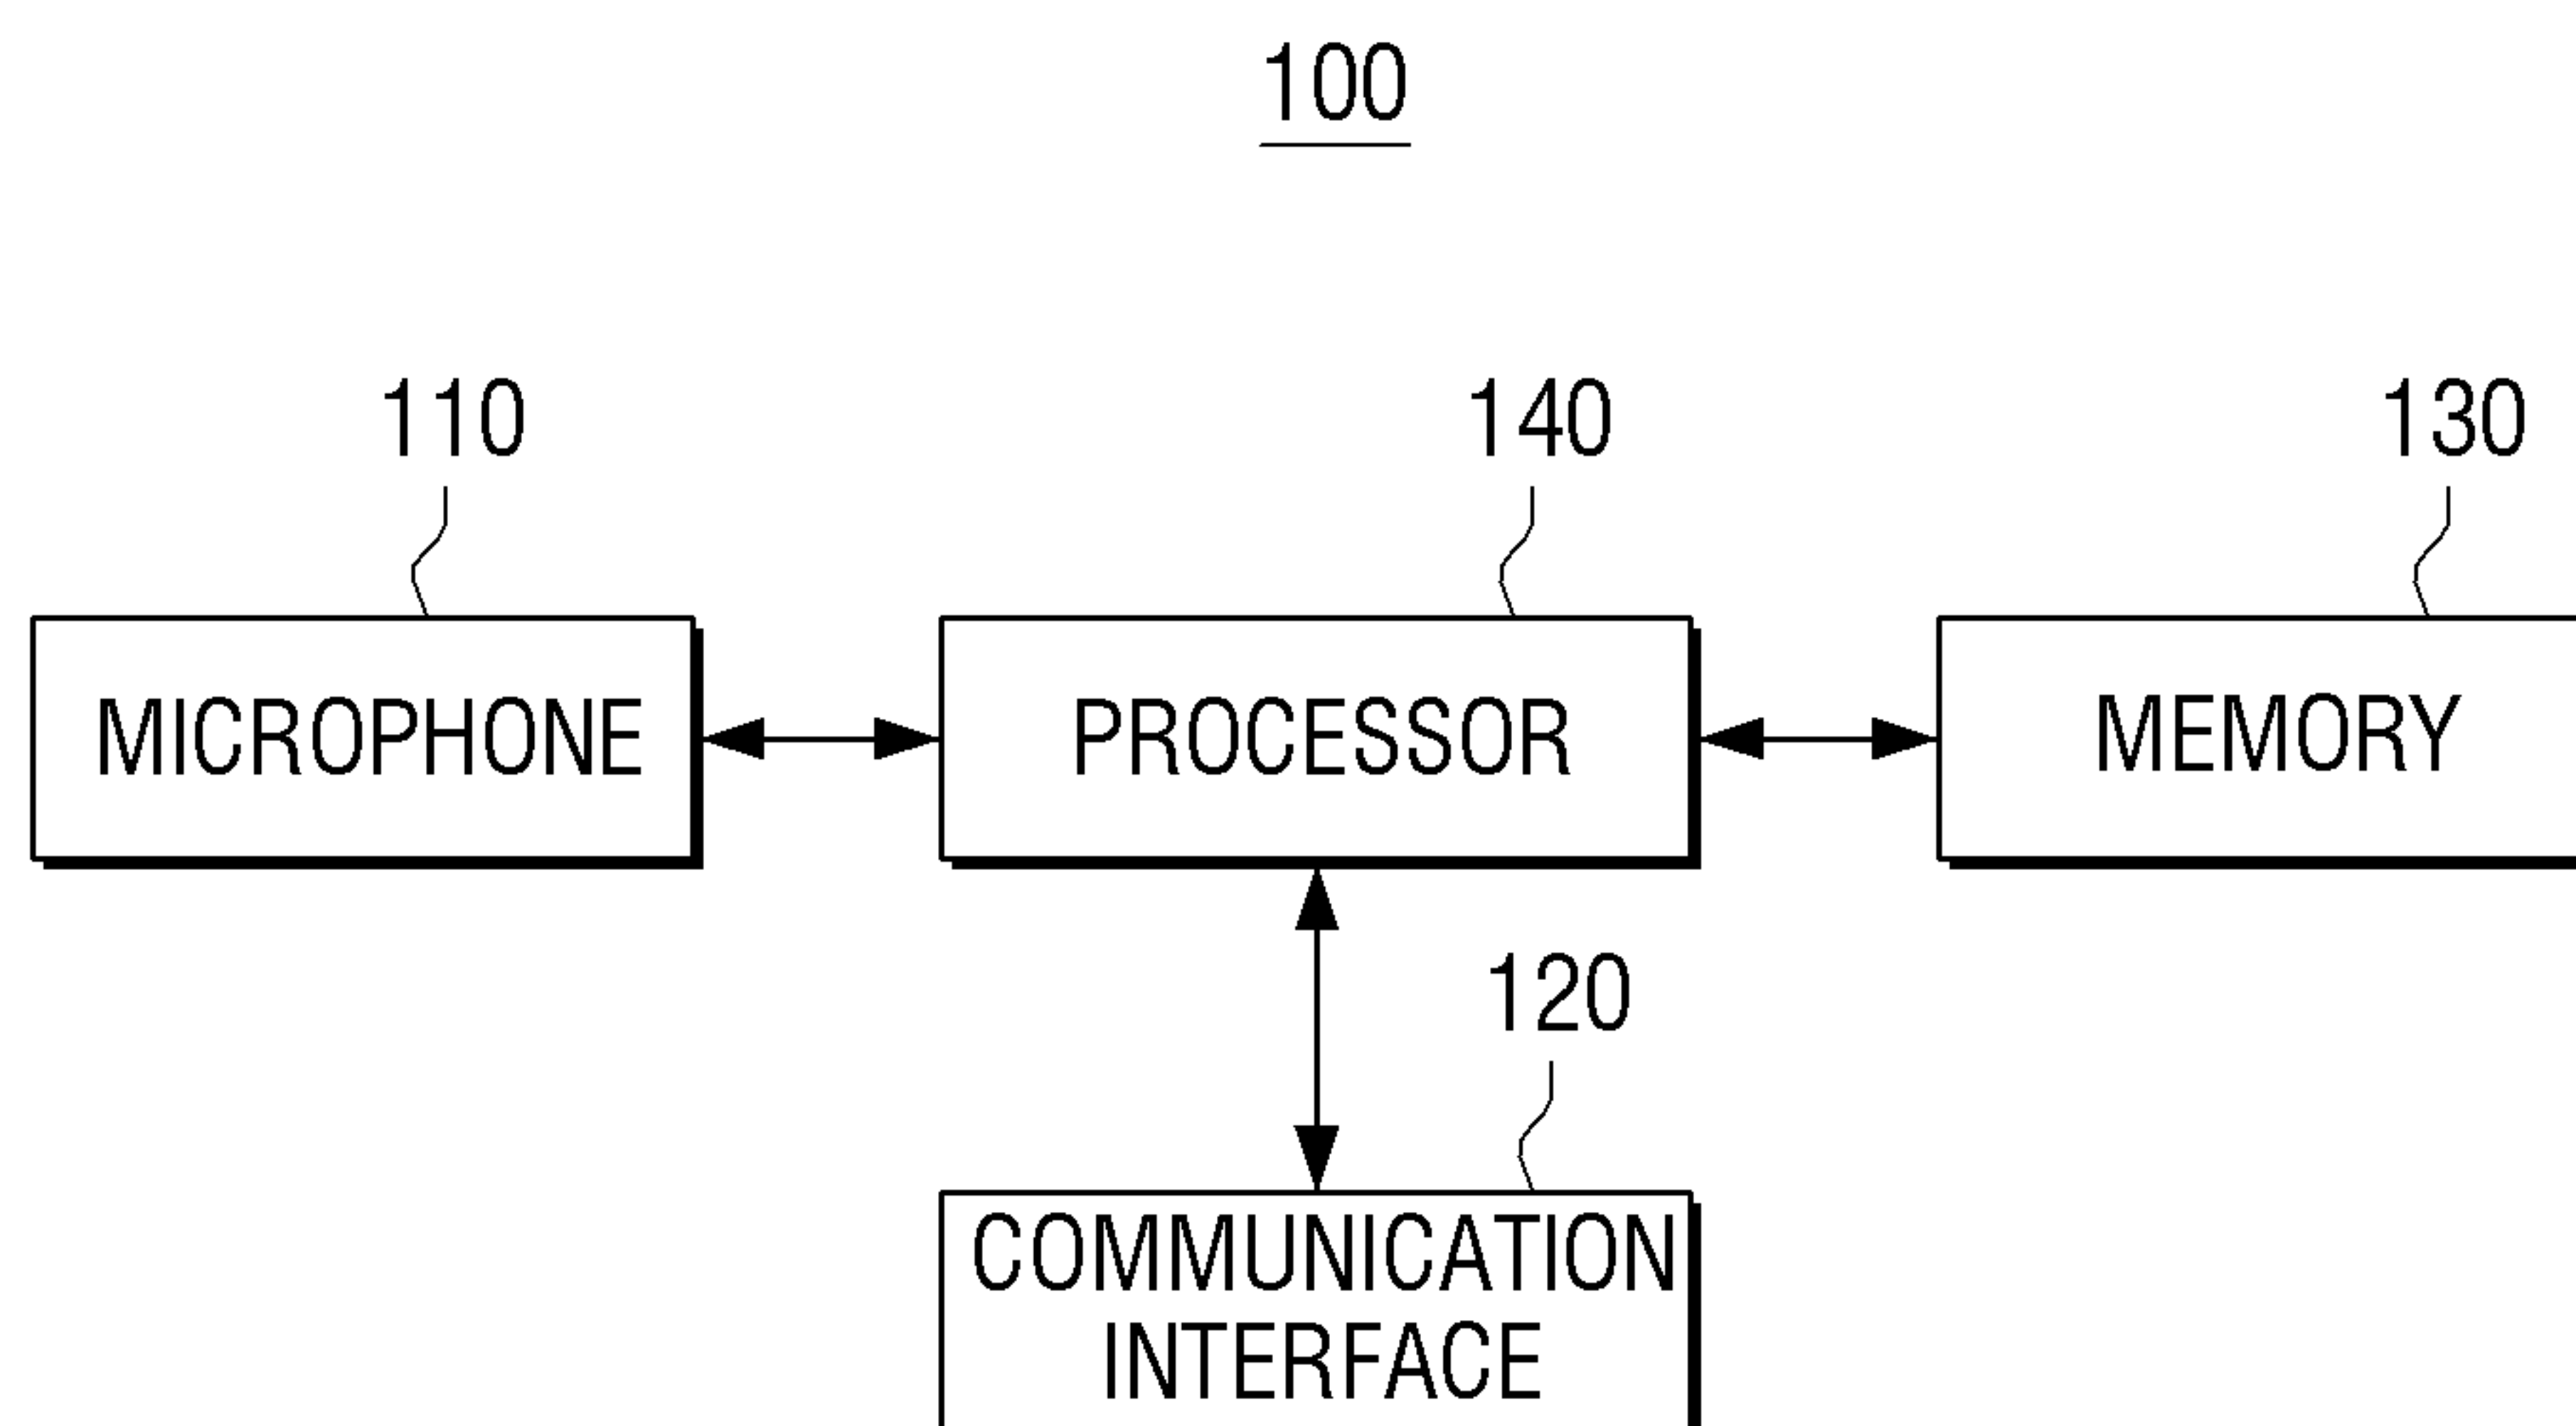 100
110
140
130
MICROPHONE
PROCESSOR
MEMORY
120
COMMUNICATION
INTERFACE